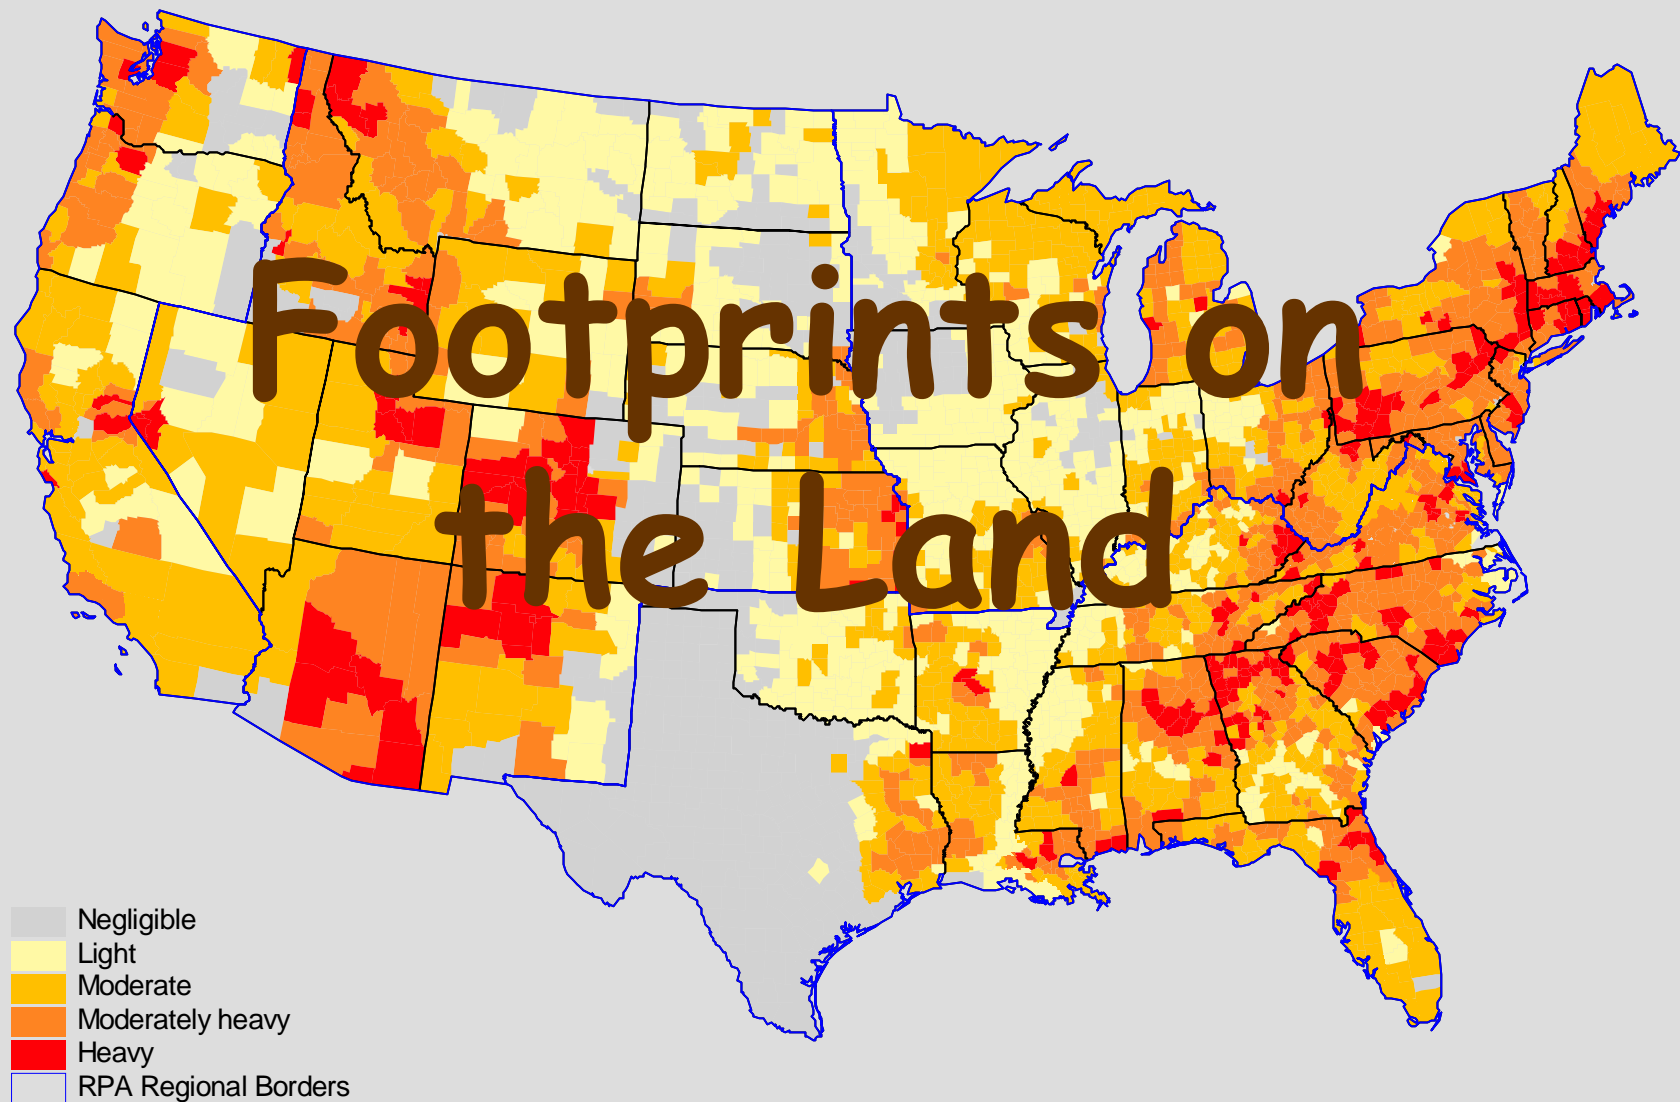 Footprints on
the Land
Negligible
Light
Moderate
Moderately heavy
Heavy
RPA Regional Borders